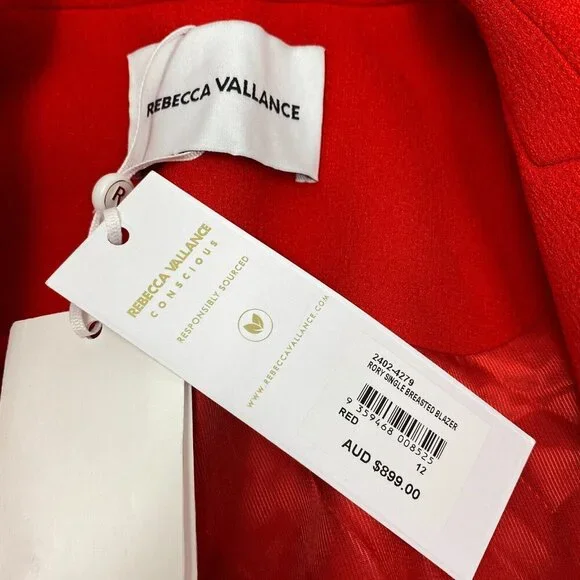 REBECCA VALLANCE
R
REBECCA VALLANCE
CONSCIOUS
RESPONSIBLY SOURCED
WWW.REBECCAVALLANCE.COM
2402-4279
RORY SINGLE BREASTED BLAZER
9 359468 008525
RED 12
AUD $899.00